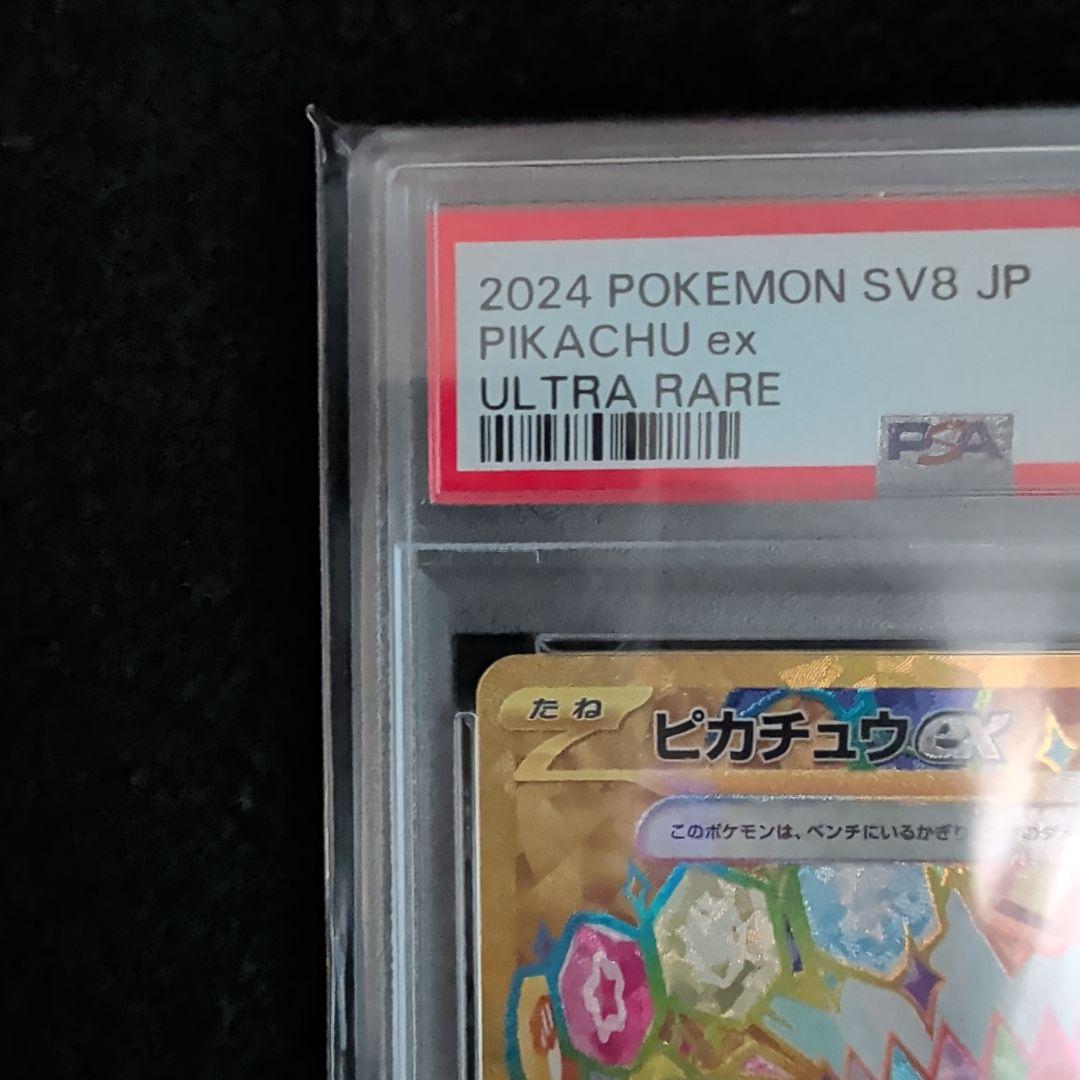 2024 POKEMON SV8 JP
PIKACHU ex
ULTRA RARE
PSA
たね
ピカチュウex
このポケモンは、ベンチにいるかぎり